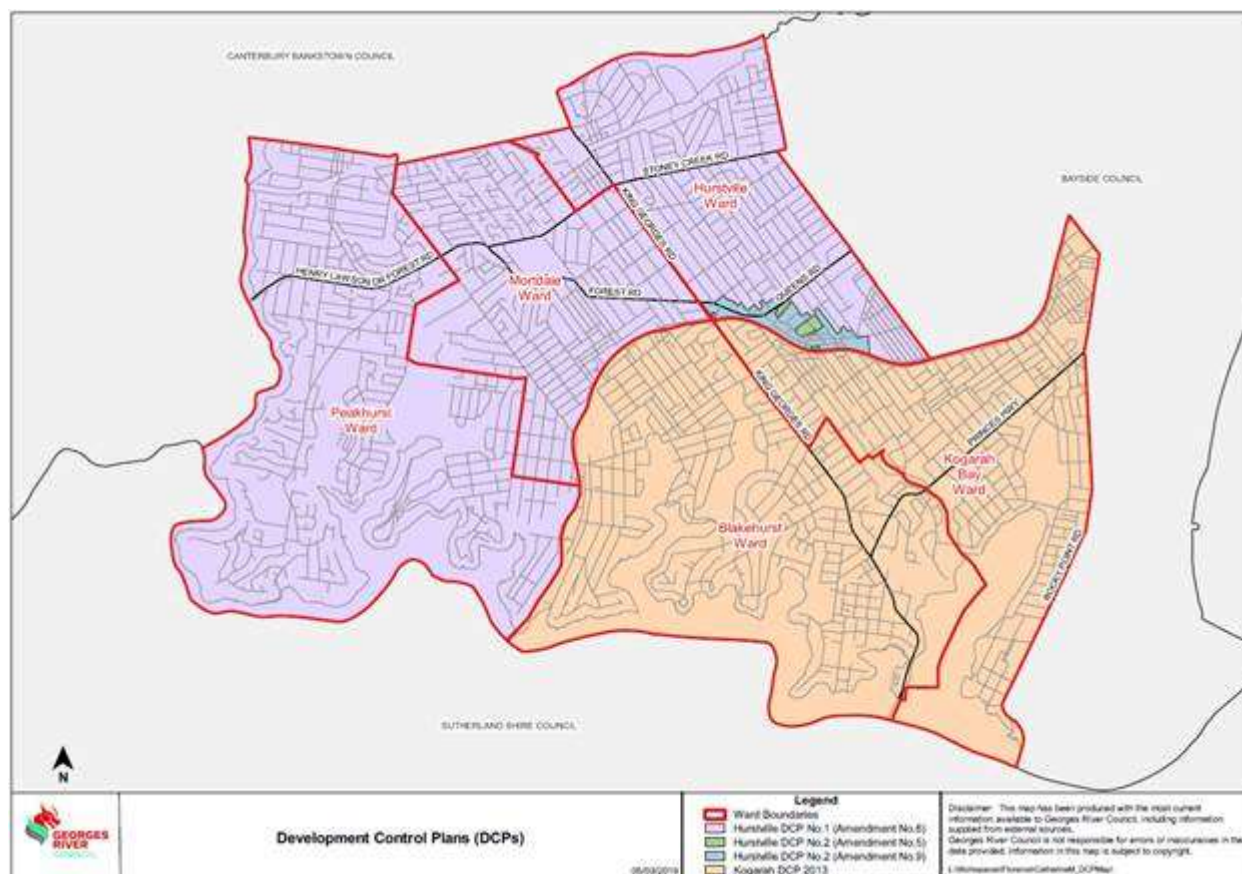 CANTERBURY BANKSTOWN COUNCIL
STONEY CREEK RD
BAYSIDE COUNCIL
Hurstville
Ward
KING GEORGES RD
HENRY LAWSON DR FOREST RD
Mortdale
Ward
FOREST RD
QUEENS RD
KING GEORGES RD
PRINCES HWY
Peakhurst
Ward
Kogarah
Bay
Ward
Blakehurst
Ward
ROCKY POINT RD
SUTHERLAND SHIRE COUNCIL
N
GEORGES
RIVER
COUNCIL
Development Control Plans (DCPs)
Legend
Ward Boundaries
Hurstville DCP No.1 (Amendment No.6)
Hurstville DCP No.2 (Amendment No.5)
Hurstville DCP No.2 (Amendment No.9)
Kogarah DCP 2013
Disclaimer: This map has been produced with the most current
information available to Georges River Council, including information
supplied from external sources.
Georges River Council is not responsible for errors or inaccuracies in the
data provided. Information in this map is subject to copyright.